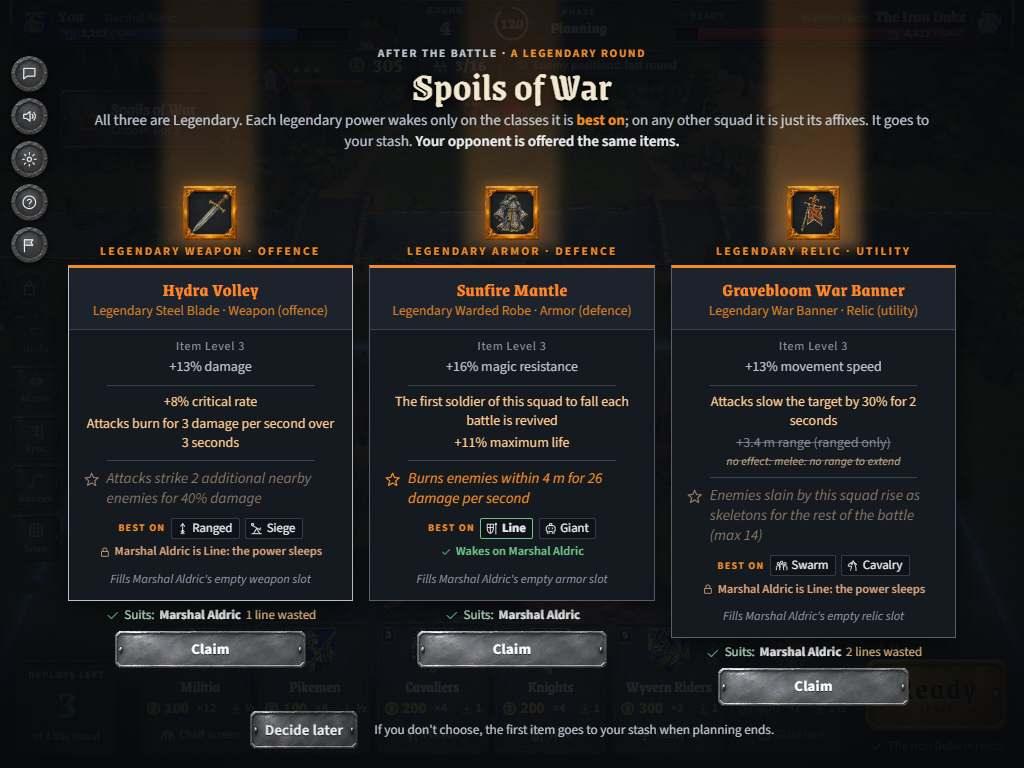 AFTER THE BATTLE · A LEGENDARY ROUND
Spoils of War
All three are Legendary. Each legendary power wakes only on the classes it is best on; on any other squad it is just its affixes. It goes to
your stash. Your opponent is offered the same items.
LEGENDARY WEAPON · OFFENCE
Hydra Volley
Legendary Steel Blade · Weapon (offence)
Item Level 3
+13% damage
+8% critical rate
Attacks burn for 3 damage per second over
3 seconds
Attacks strike 2 additional nearby
enemies for 40% damage
BEST ON Ranged Siege
Marshal Aldric is Line: the power sleeps
Fills Marshal Aldric's empty weapon slot
Suits: Marshal Aldric 1 line wasted
Claim
LEGENDARY ARMOR · DEFENCE
Sunfire Mantle
Legendary Warded Robe · Armor (defence)
Item Level 3
+16% magic resistance
The first soldier of this squad to fall each
battle is revived
+11% maximum life
Burns enemies within 4 m for 26
damage per second
BEST ON Line Giant
Wakes on Marshal Aldric
Fills Marshal Aldric's empty armor slot
Suits: Marshal Aldric
Claim
LEGENDARY RELIC · UTILITY
Gravebloom War Banner
Legendary War Banner · Relic (utility)
Item Level 3
+13% movement speed
Attacks slow the target by 30% for 2
seconds
+3.4 m range (ranged only)
no effect: melee: no range to extend
Enemies slain by this squad rise as
skeletons for the rest of the battle
(max 14)
BEST ON Swarm Cavalry
Marshal Aldric is Line: the power sleeps
Fills Marshal Aldric's empty relic slot
Suits: Marshal Aldric 2 lines wasted
Claim
Militia
Pikemen
Cavaliers
Knights
Wyvern Riders
Decide later
If you don't choose, the first item goes to your stash when planning ends.